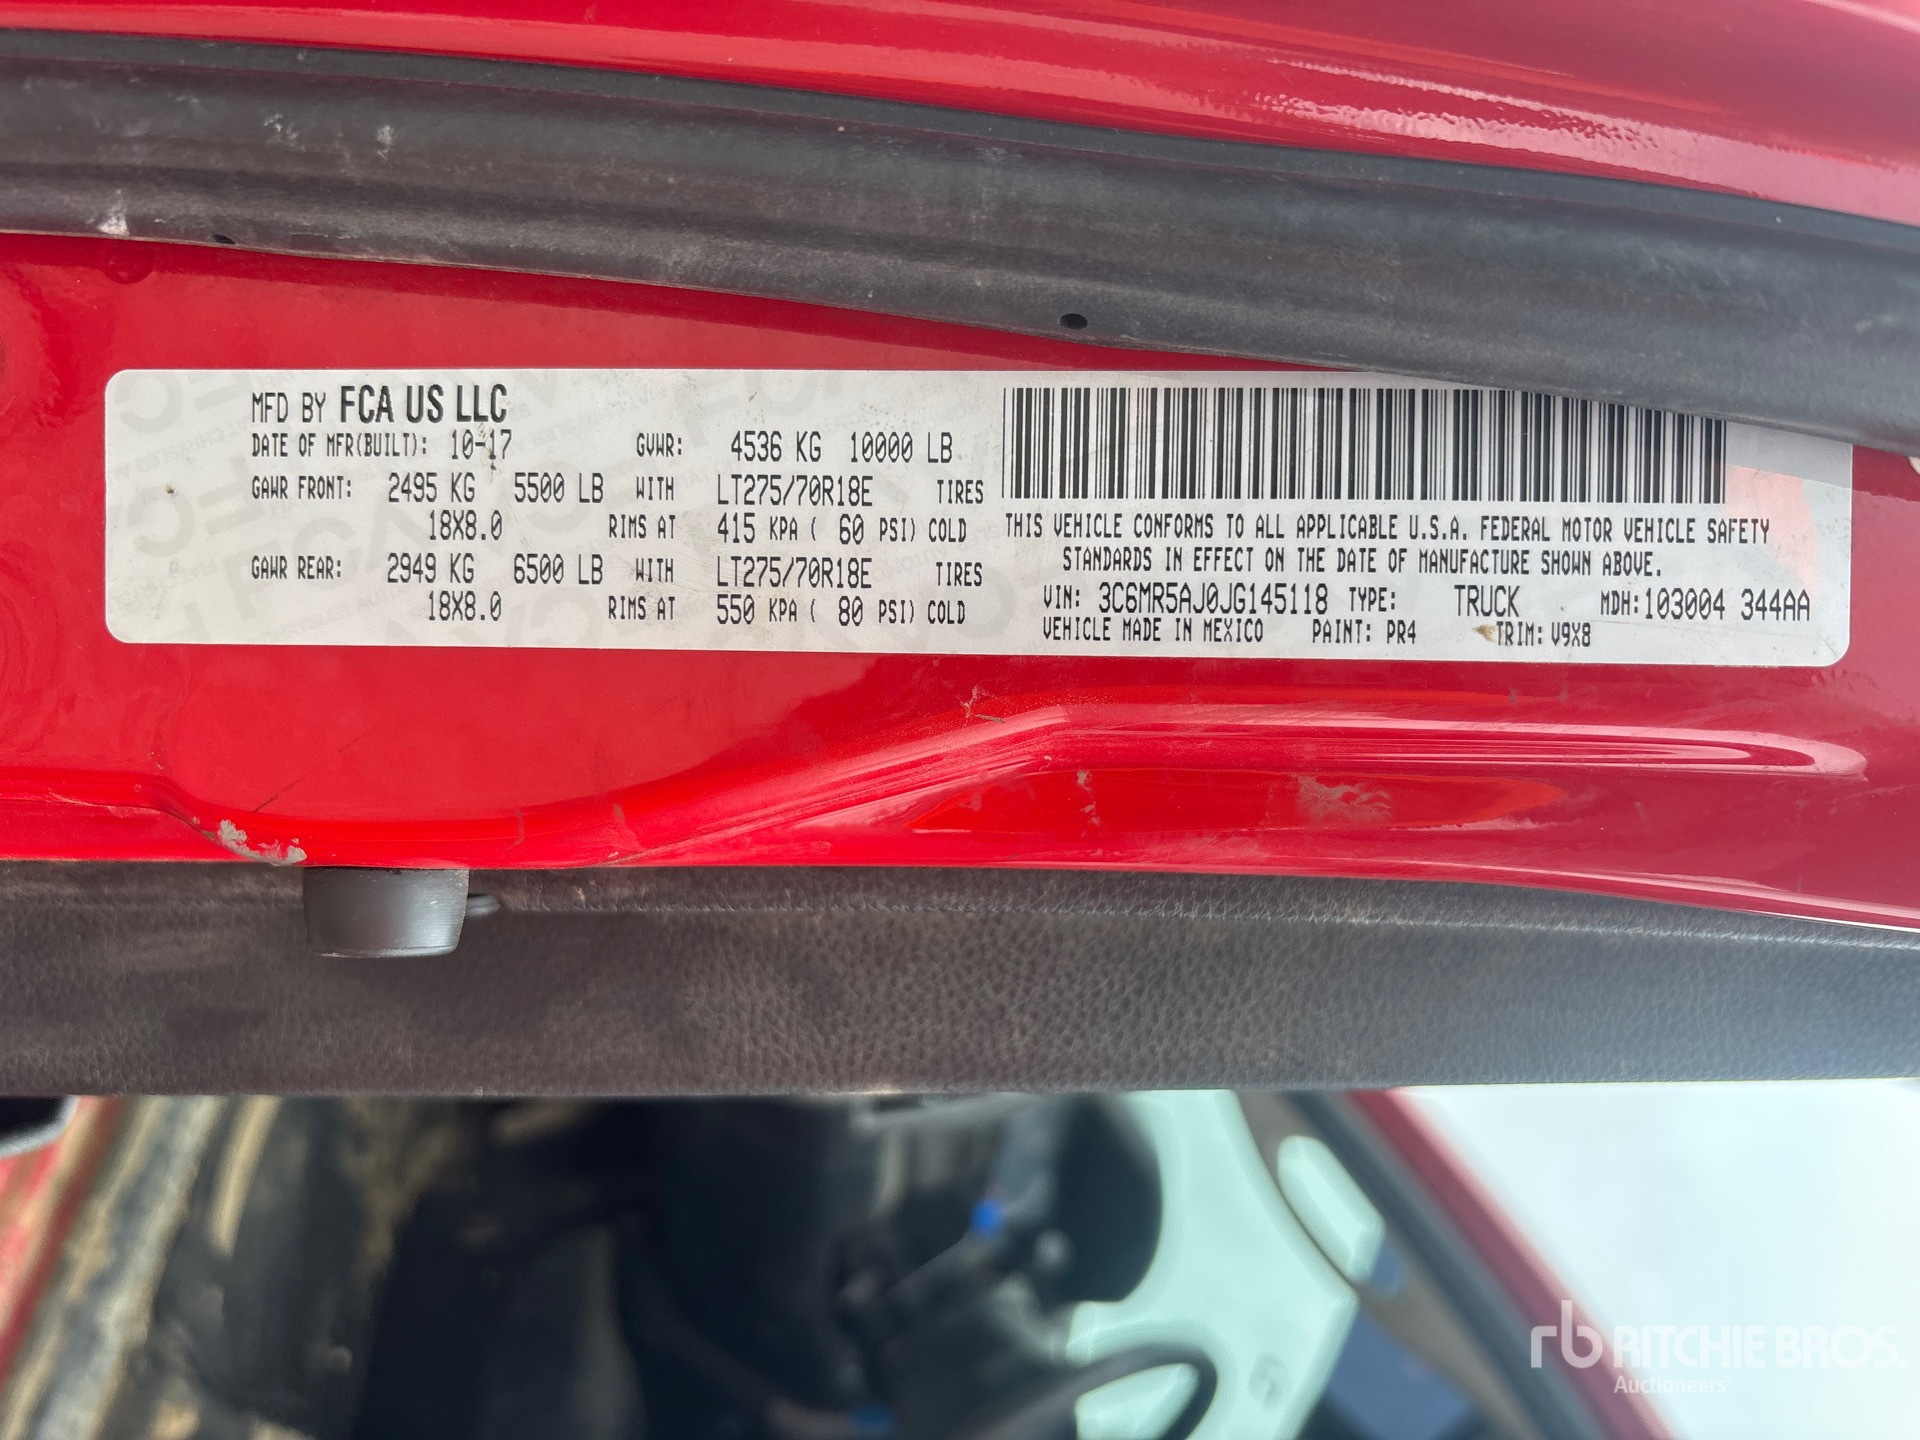 MFD BY FCA US LLC
DATE OF MFR(BUILT): 10-17 GVWR: 4536 KG 10000 LB
GAWR FRONT: 2495 KG 5500 LB WITH LT275/70R18E TIRES
18X8.0 RIMS AT 415 KPA ( 60 PSI) COLD
GAWR REAR: 2949 KG 6500 LB WITH LT275/70R18E TIRES
18X8.0 RIMS AT 550 KPA ( 80 PSI) COLD
THIS VEHICLE CONFORMS TO ALL APPLICABLE U.S.A. FEDERAL MOTOR VEHICLE SAFETY
STANDARDS IN EFFECT ON THE DATE OF MANUFACTURE SHOWN ABOVE.
VIN: 3C6MR5AJ0JG145118 TYPE: TRUCK MDH:103004 344AA
VEHICLE MADE IN MEXICO PAINT: PR4 TRIM: V9X8
rb RITCHIE BROS.
Auctioneers